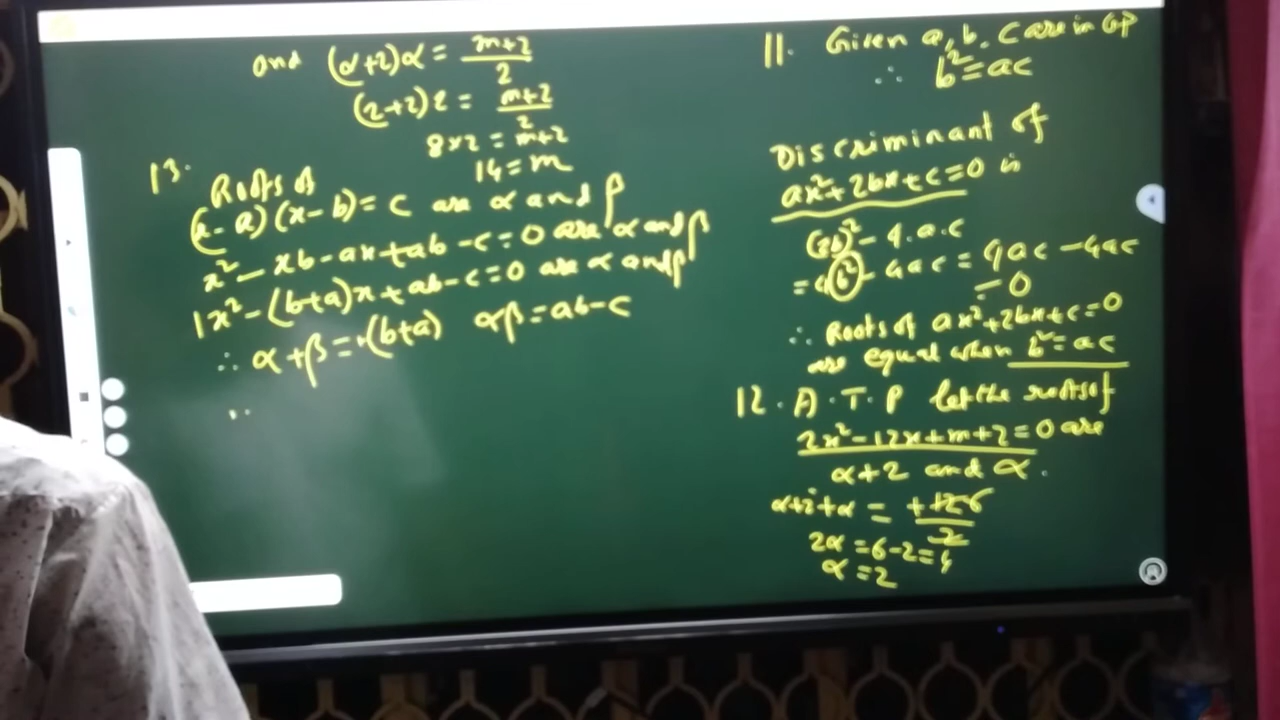 11. Given a, b, c are in GP
∴ b²=ac
Discriminant of
ax²+2bx+c=0 is
(2b)²-4.a.c
=4b²-4ac=4ac-4ac
=0
∴ Roots of ax²+2bx+c=0
are equal when b²=ac
12. A.T.P let the roots of
2x²-12x+m+2=0 are
α+2 and α.
α+2+α = +12 6
2
2α=6-2=4
α=2
and (α+2)α = m+2
2
(2+2)2 = m+2
2
8×2 = m+2
14=m
13. Roots of
(x-a)(x-b)=c are α and β
x²-xb-ax+ab-c=0 are α and β
1x²-(b+a)x+ab-c=0 are α and β
∴ α+β=+(b+a) αβ=ab-c